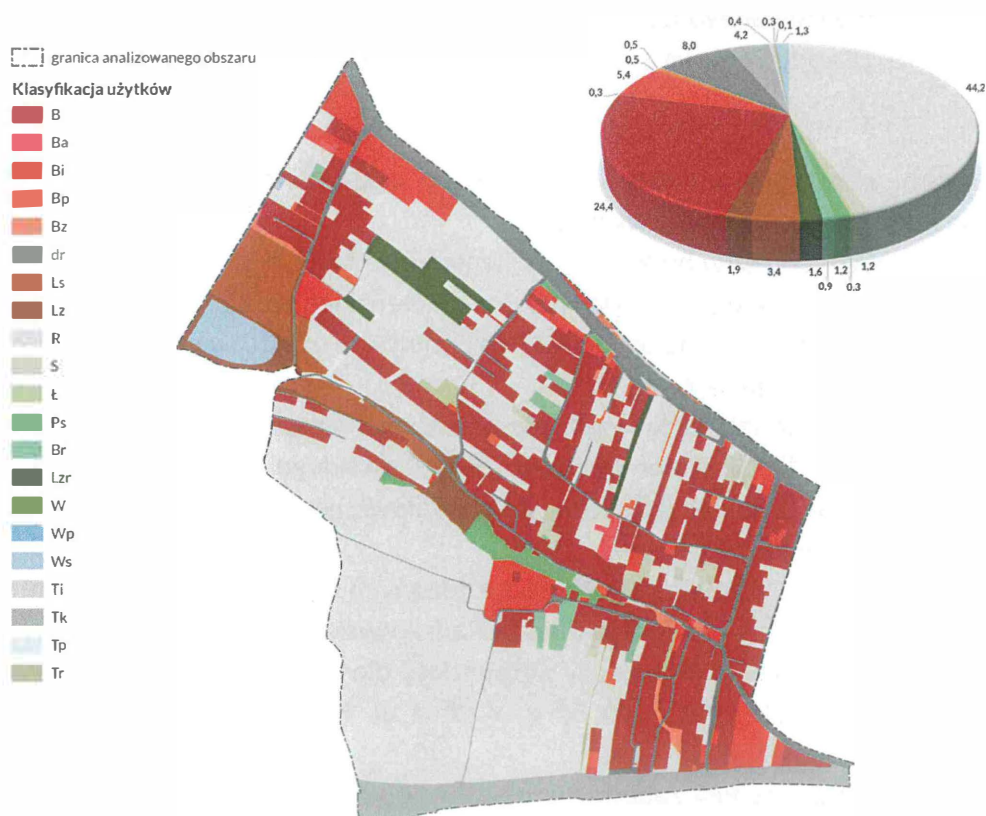 granica analizowanego obszaru
Klasyfikacja użytków
B
Ba
Bi
Bp
Bz
dr
Ls
Lz
R
S
Ł
Ps
Br
Lzr
W
Wp
Ws
Ti
Tk
Tp
Tr
0,3
0,1
0,4
4,2
1,3
8,0
0,5
0,5
5,4
0,3
44,2
24,4
1,9
3,4
1,6
0,9
1,2
0,3
1,2